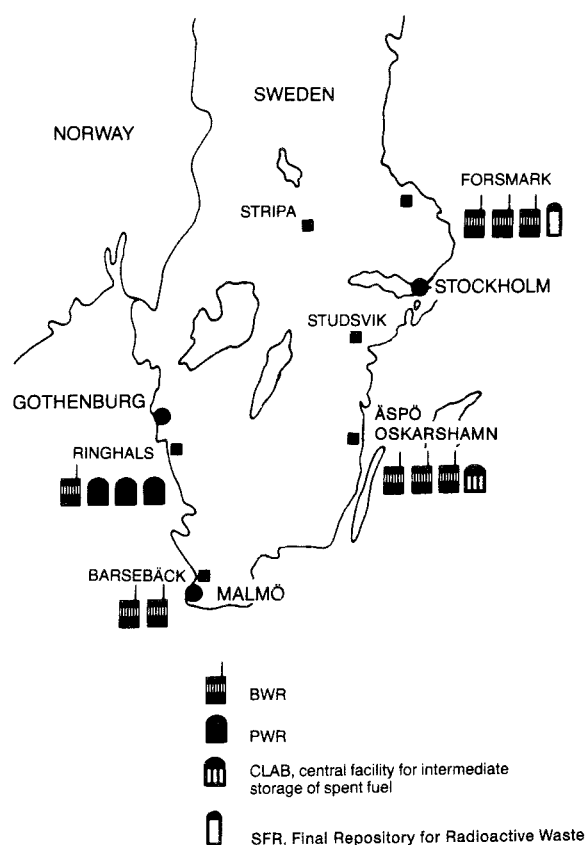 SWEDEN
NORWAY
FORSMARK
STRIPA
STOCKHOLM
STUDSVIK
GOTHENBURG
ÄSPÖ
OSKARSHAMN
RINGHALS
BARSEBÄCK
MALMÖ
BWR
PWR
CLAB, central facility for intermediate
storage of spent fuel
SFR, Final Repository for Radioactive Waste